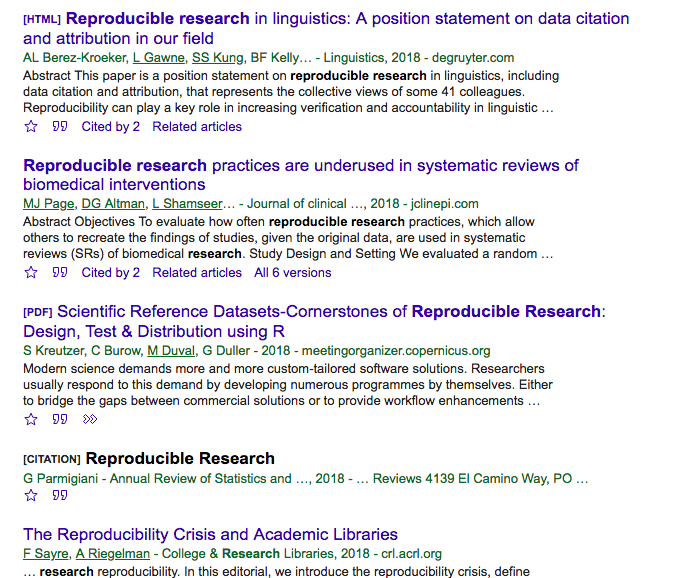 [HTML] Reproducible research in linguistics: A position statement on data citation
and attribution in our field
AL Berez-Kroeker, L Gawne, SS Kung, BF Kelly… - Linguistics, 2018 - degruyter.com
Abstract This paper is a position statement on reproducible research in linguistics, including
data citation and attribution, that represents the collective views of some 41 colleagues.
Reproducibility can play a key role in increasing verification and accountability in linguistic …
Cited by 2 Related articles
Reproducible research practices are underused in systematic reviews of
biomedical interventions
MJ Page, DG Altman, L Shamseer… - Journal of clinical …, 2018 - jclinepi.com
Abstract Objectives To evaluate how often reproducible research practices, which allow
others to recreate the findings of studies, given the original data, are used in systematic
reviews (SRs) of biomedical research. Study Design and Setting We evaluated a random …
Cited by 2 Related articles All 6 versions
[PDF] Scientific Reference Datasets-Cornerstones of Reproducible Research:
Design, Test & Distribution using R
S Kreutzer, C Burow, M Duval, G Duller - 2018 - meetingorganizer.copernicus.org
Modern science demands more and more custom-tailored software solutions. Researchers
usually respond to this demand by developing numerous programmes by themselves. Either
to bridge the gaps between commercial solutions or to provide workflow enhancements …
[CITATION] Reproducible Research
G Parmigiani - Annual Review of Statistics and …, 2018 - … Reviews 4139 El Camino Way, PO …
The Reproducibility Crisis and Academic Libraries
F Sayre, A Riegelman - College & Research Libraries, 2018 - crl.acrl.org
… research reproducibility. In this editorial, we introduce the reproducibility crisis, define